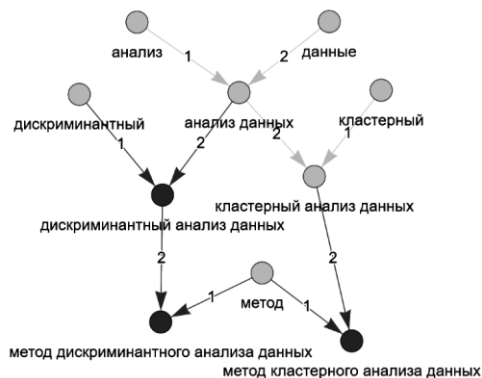 анализ
1
2
данные
дискриминантный
анализ данных
кластерный
1
2
2
1
кластерный анализ данных
дискриминантный анализ данных
2
2
1
метод
1
метод дискриминантного анализа данных
метод кластерного анализа данных